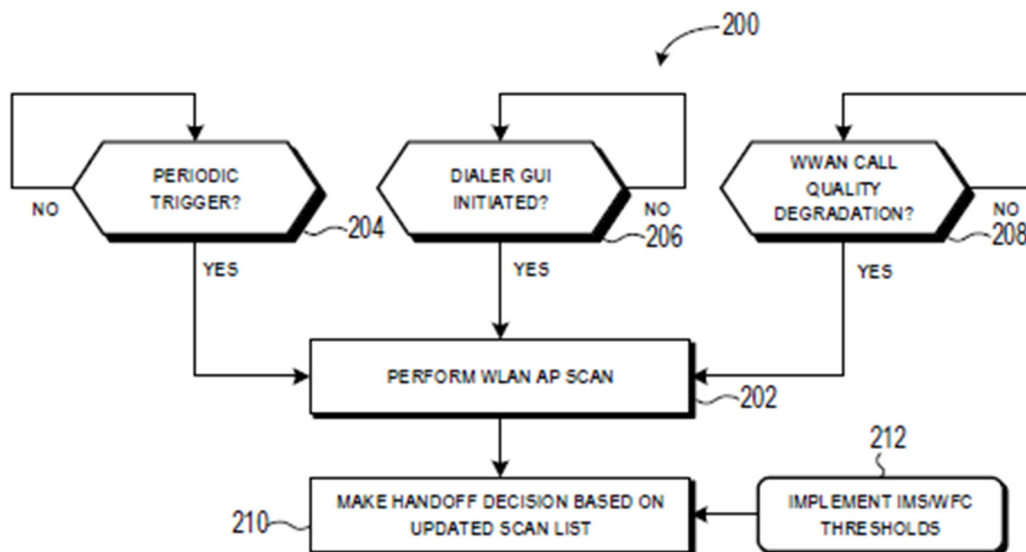 200
PERIODIC
TRIGGER?
NO
204
YES
DIALER GUI
INITIATED?
NO
206
YES
WWAN CALL
QUALITY
DEGRADATION?
NO
208
YES
PERFORM WLAN AP SCAN
202
MAKE HANDOFF DECISION BASED ON
UPDATED SCAN LIST
210
212
IMPLEMENT IMS/WFC
THRESHOLDS